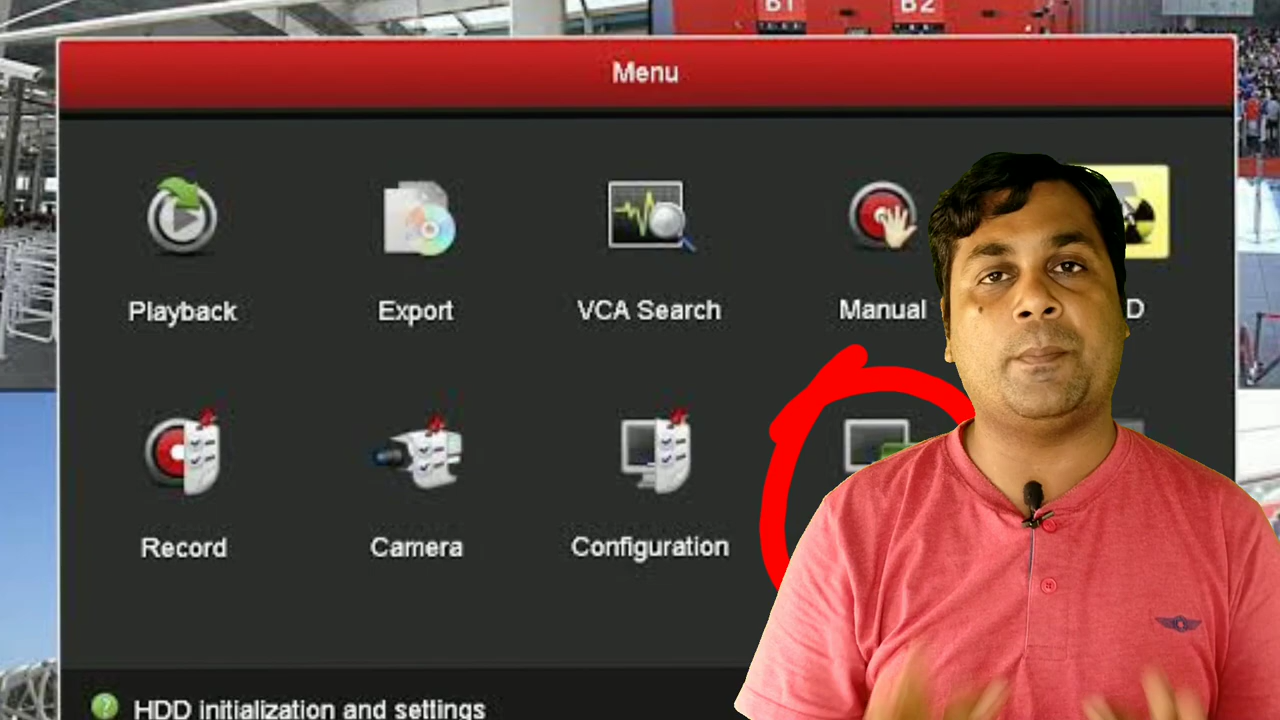 B1 B2
Menu
Playback Export VCA Search Manual D
Record Camera Configuration
? HDD initialization and settings